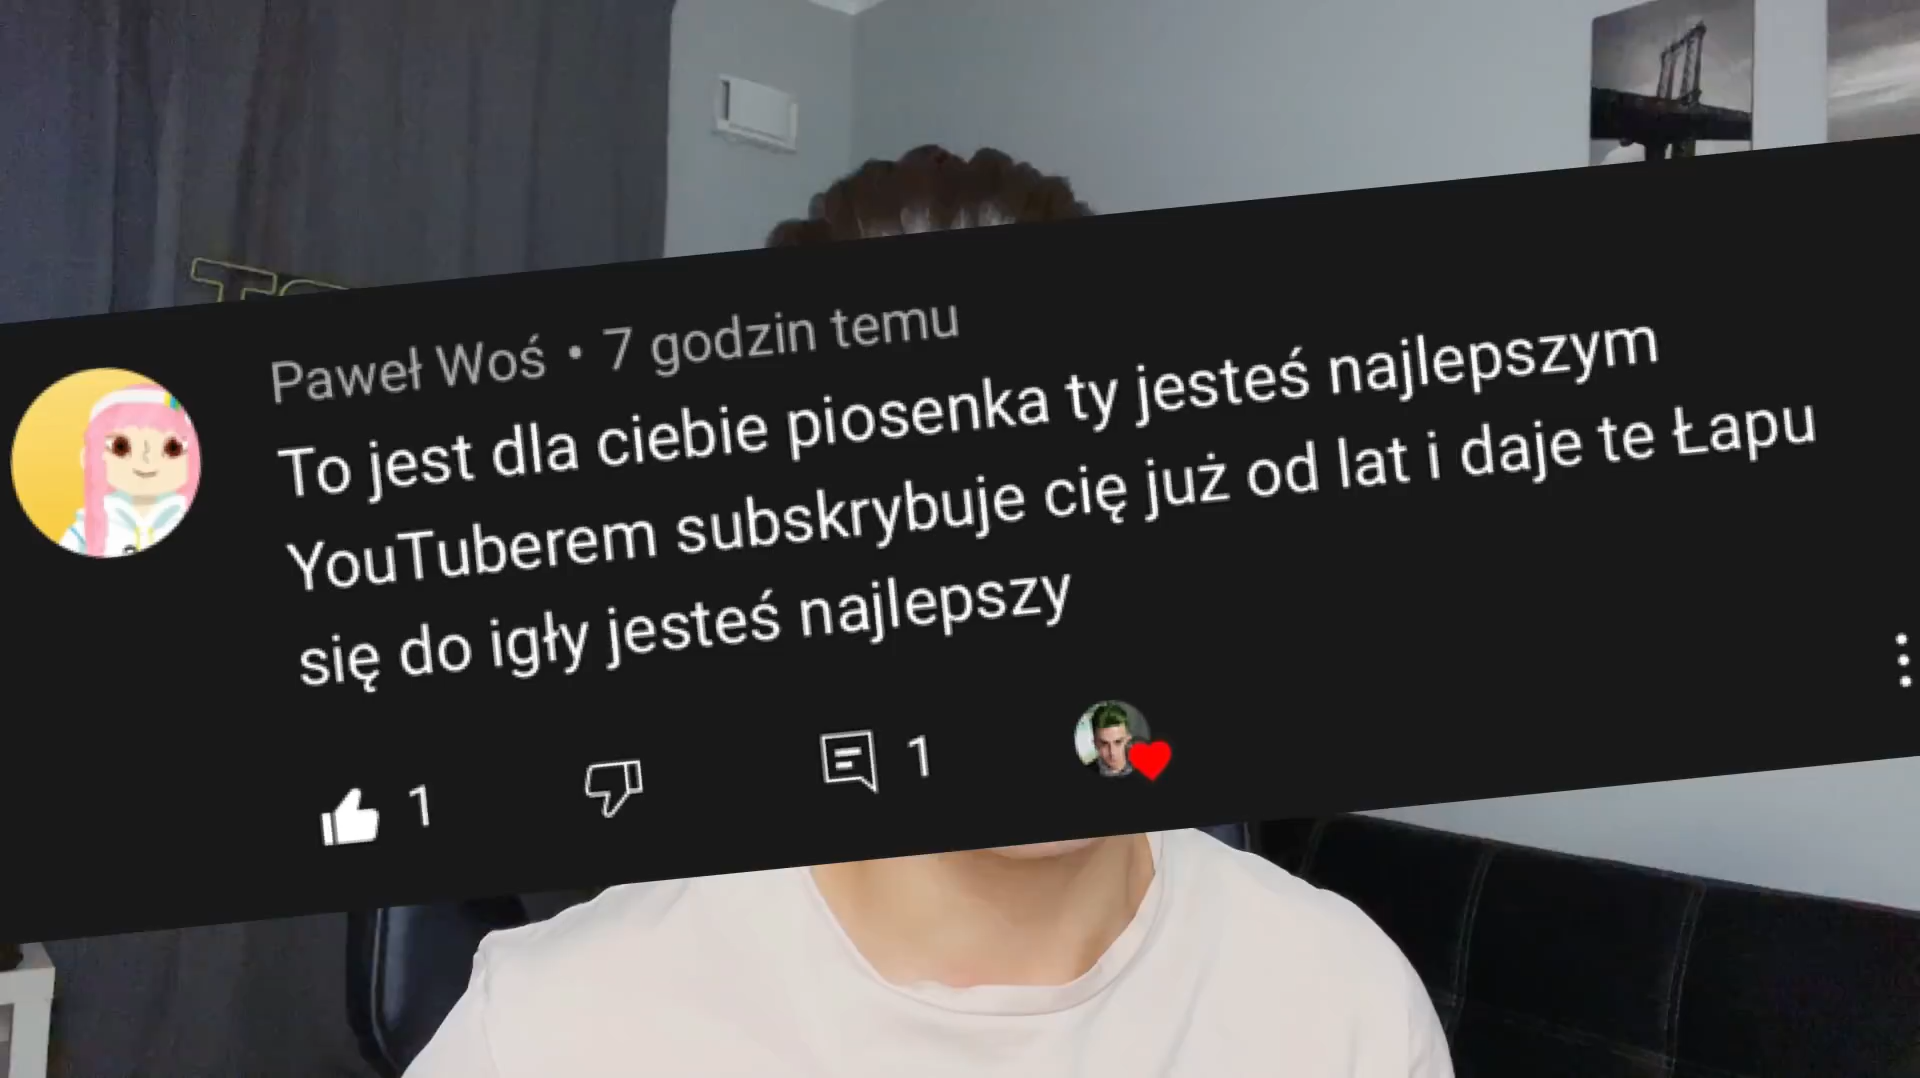 Paweł Woś • 7 godzin temu
To jest dla ciebie piosenka ty jesteś najlepszym
YouTuberem subskrybuje cię już od lat i daje te Łapu
się do igły jesteś najlepszy
1
1